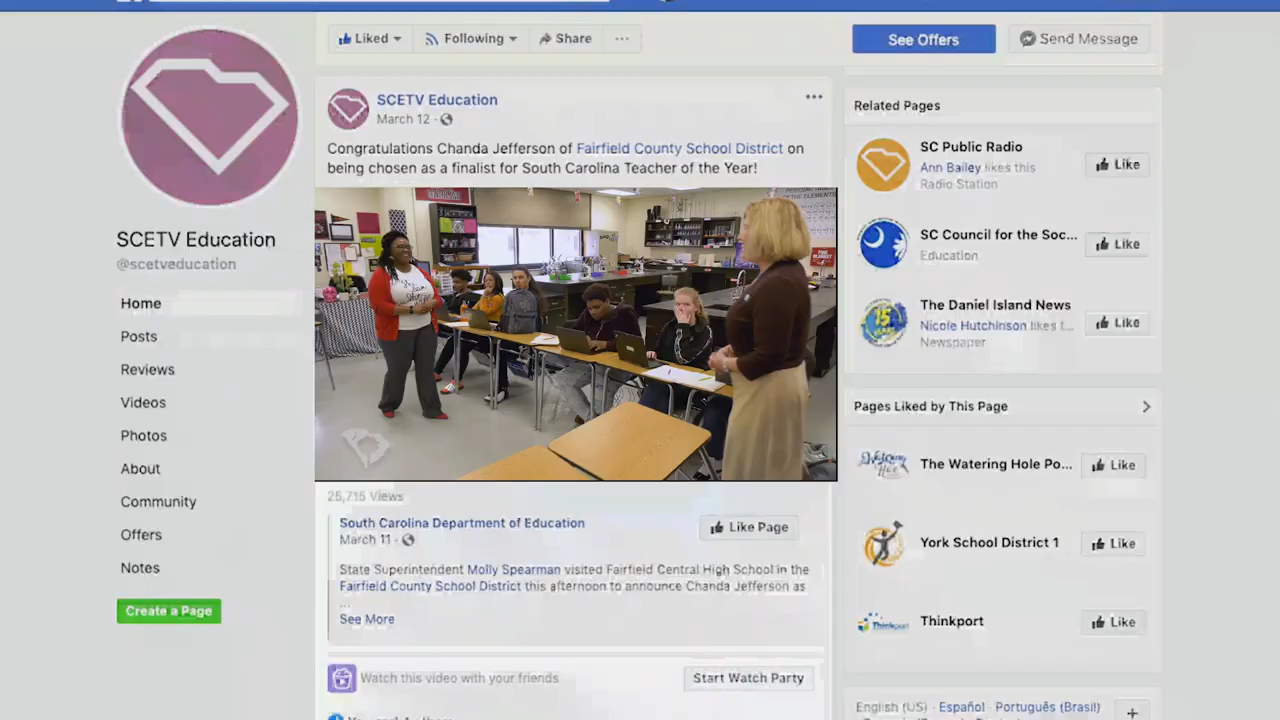 Liked
Following
Share
See Offers
Send Message
SCETV Education
@scetveducation
Home
Posts
Reviews
Videos
Photos
About
Community
Offers
Notes
Create a Page
SCETV Education
March 12
Congratulations Chanda Jefferson of Fairfield County School District on
being chosen as a finalist for South Carolina Teacher of the Year!
25,715 Views
South Carolina Department of Education
March 11
Like Page
State Superintendent Molly Spearman visited Fairfield Central High School in the
Fairfield County School District this afternoon to announce Chanda Jefferson as
...
See More
Watch this video with your friends
Start Watch Party
Related Pages
SC Public Radio
Ann Bailey likes this
Radio Station
Like
SC Council for the Soc...
Education
Like
The Daniel Island News
Nicole Hutchinson likes t...
Newspaper
Like
Pages Liked by This Page
The Watering Hole Po...
Like
York School District 1
Like
Thinkport
Thinkport
Like
English (US) · Español · Português (Brasil)